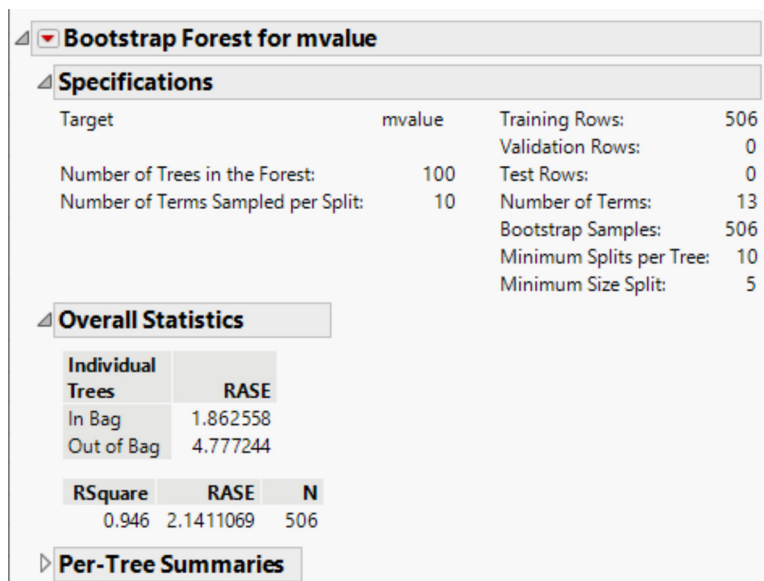 Bootstrap Forest for mvalue
Specifications
Target mvalue Training Rows: 506
Validation Rows: 0
Number of Trees in the Forest: 100 Test Rows: 0
Number of Terms Sampled per Split: 10 Number of Terms: 13
Bootstrap Samples: 506
Minimum Splits per Tree: 10
Minimum Size Split: 5
Overall Statistics
Individual
Trees RASE
In Bag 1.862558
Out of Bag 4.777244
RSquare RASE N
0.946 2.1411069 506
Per-Tree Summaries